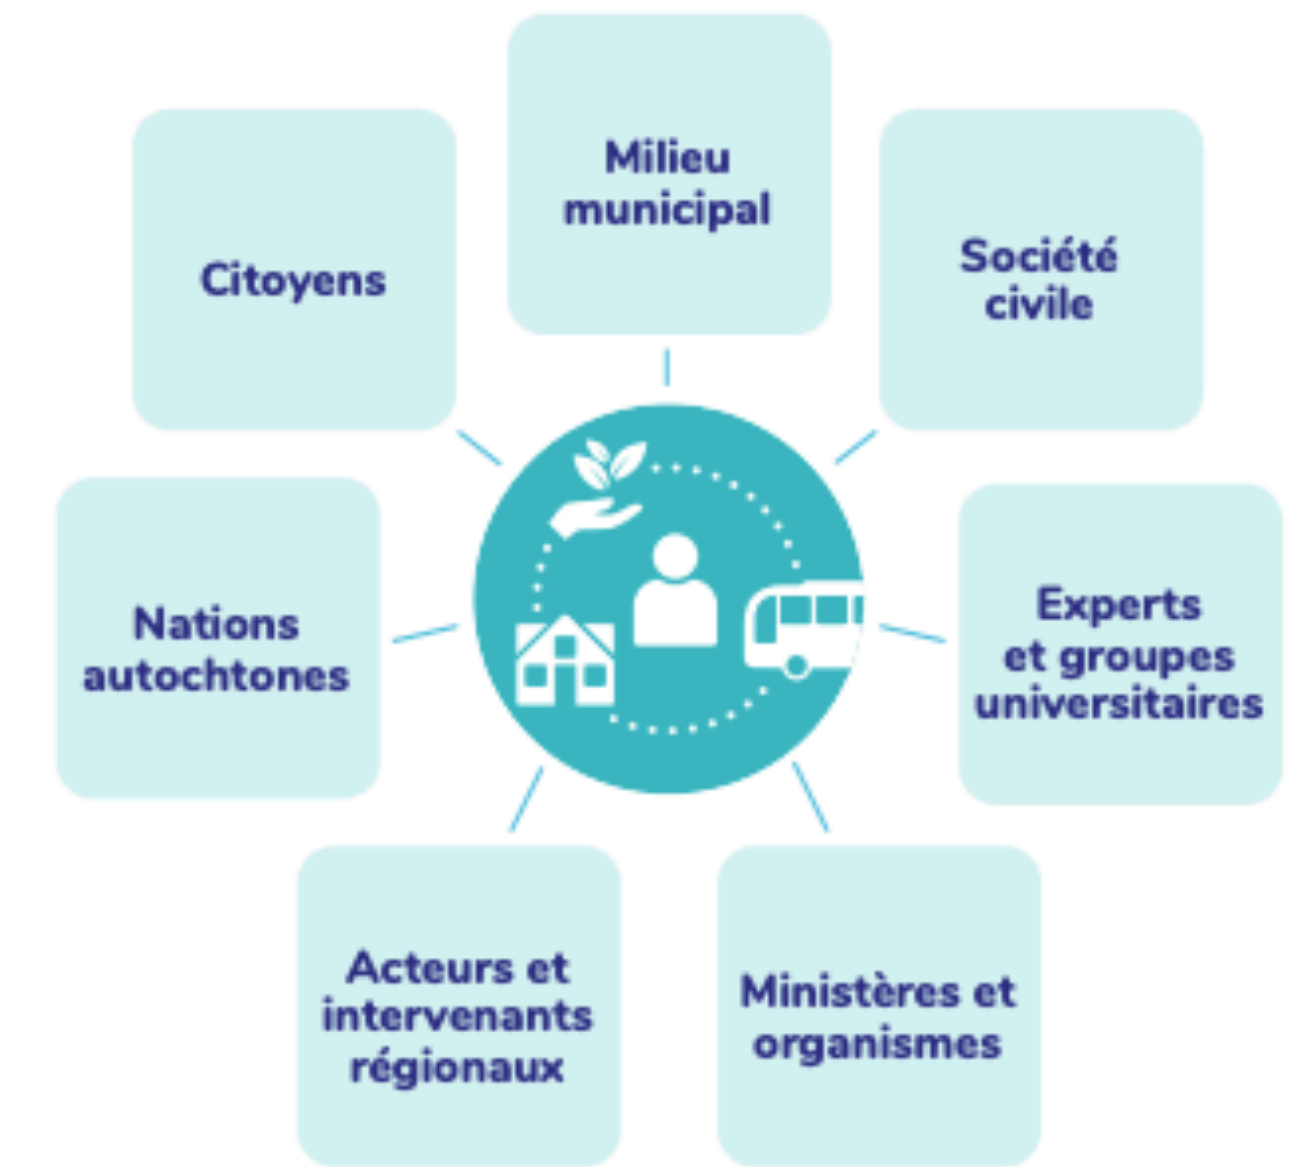 Milieu
municipal
Citoyens
Société
civile
Nations
autochtones
Experts
et groupes
universitaires
Acteurs et
intervenants
régionaux
Ministères et
organismes